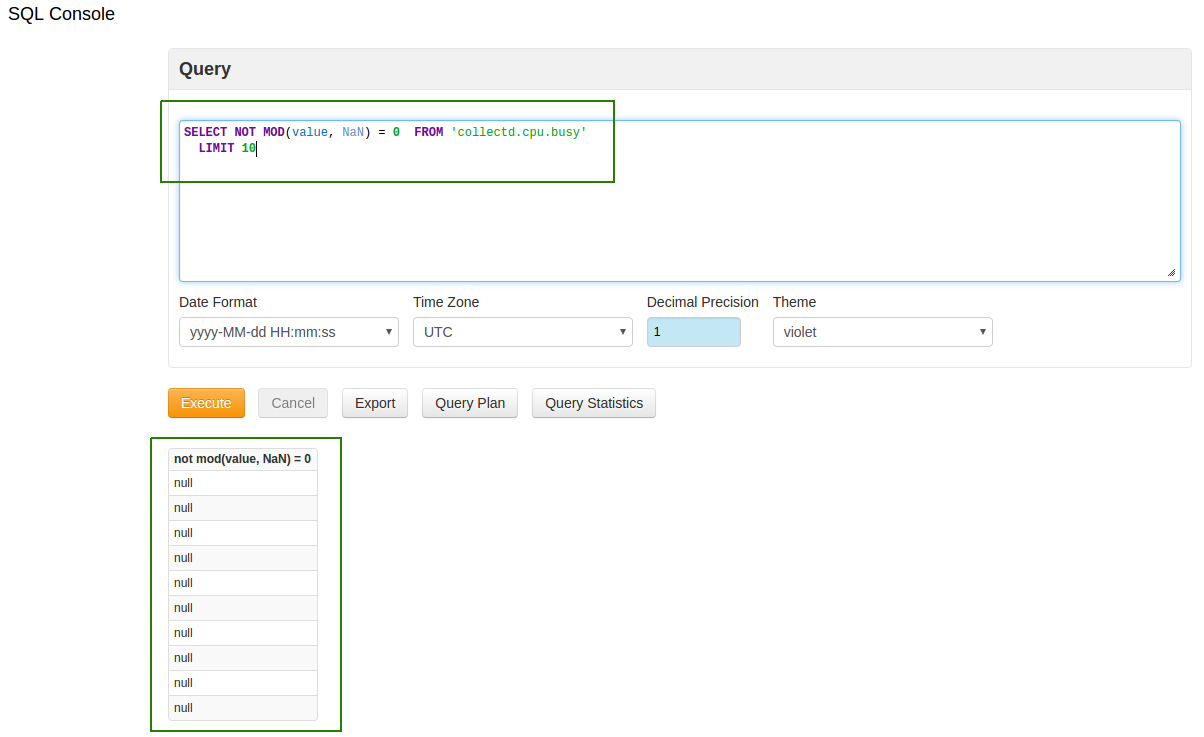 SQL Console
Query
SELECT NOT MOD(value, NaN) = 0  FROM 'collectd.cpu.busy'
  LIMIT 10
Date Format Time Zone Decimal Precision Theme
yyyy-MM-dd HH:mm:ss UTC 1 violet
Execute Cancel Export Query Plan Query Statistics
not mod(value, NaN) = 0
null
null
null
null
null
null
null
null
null
null